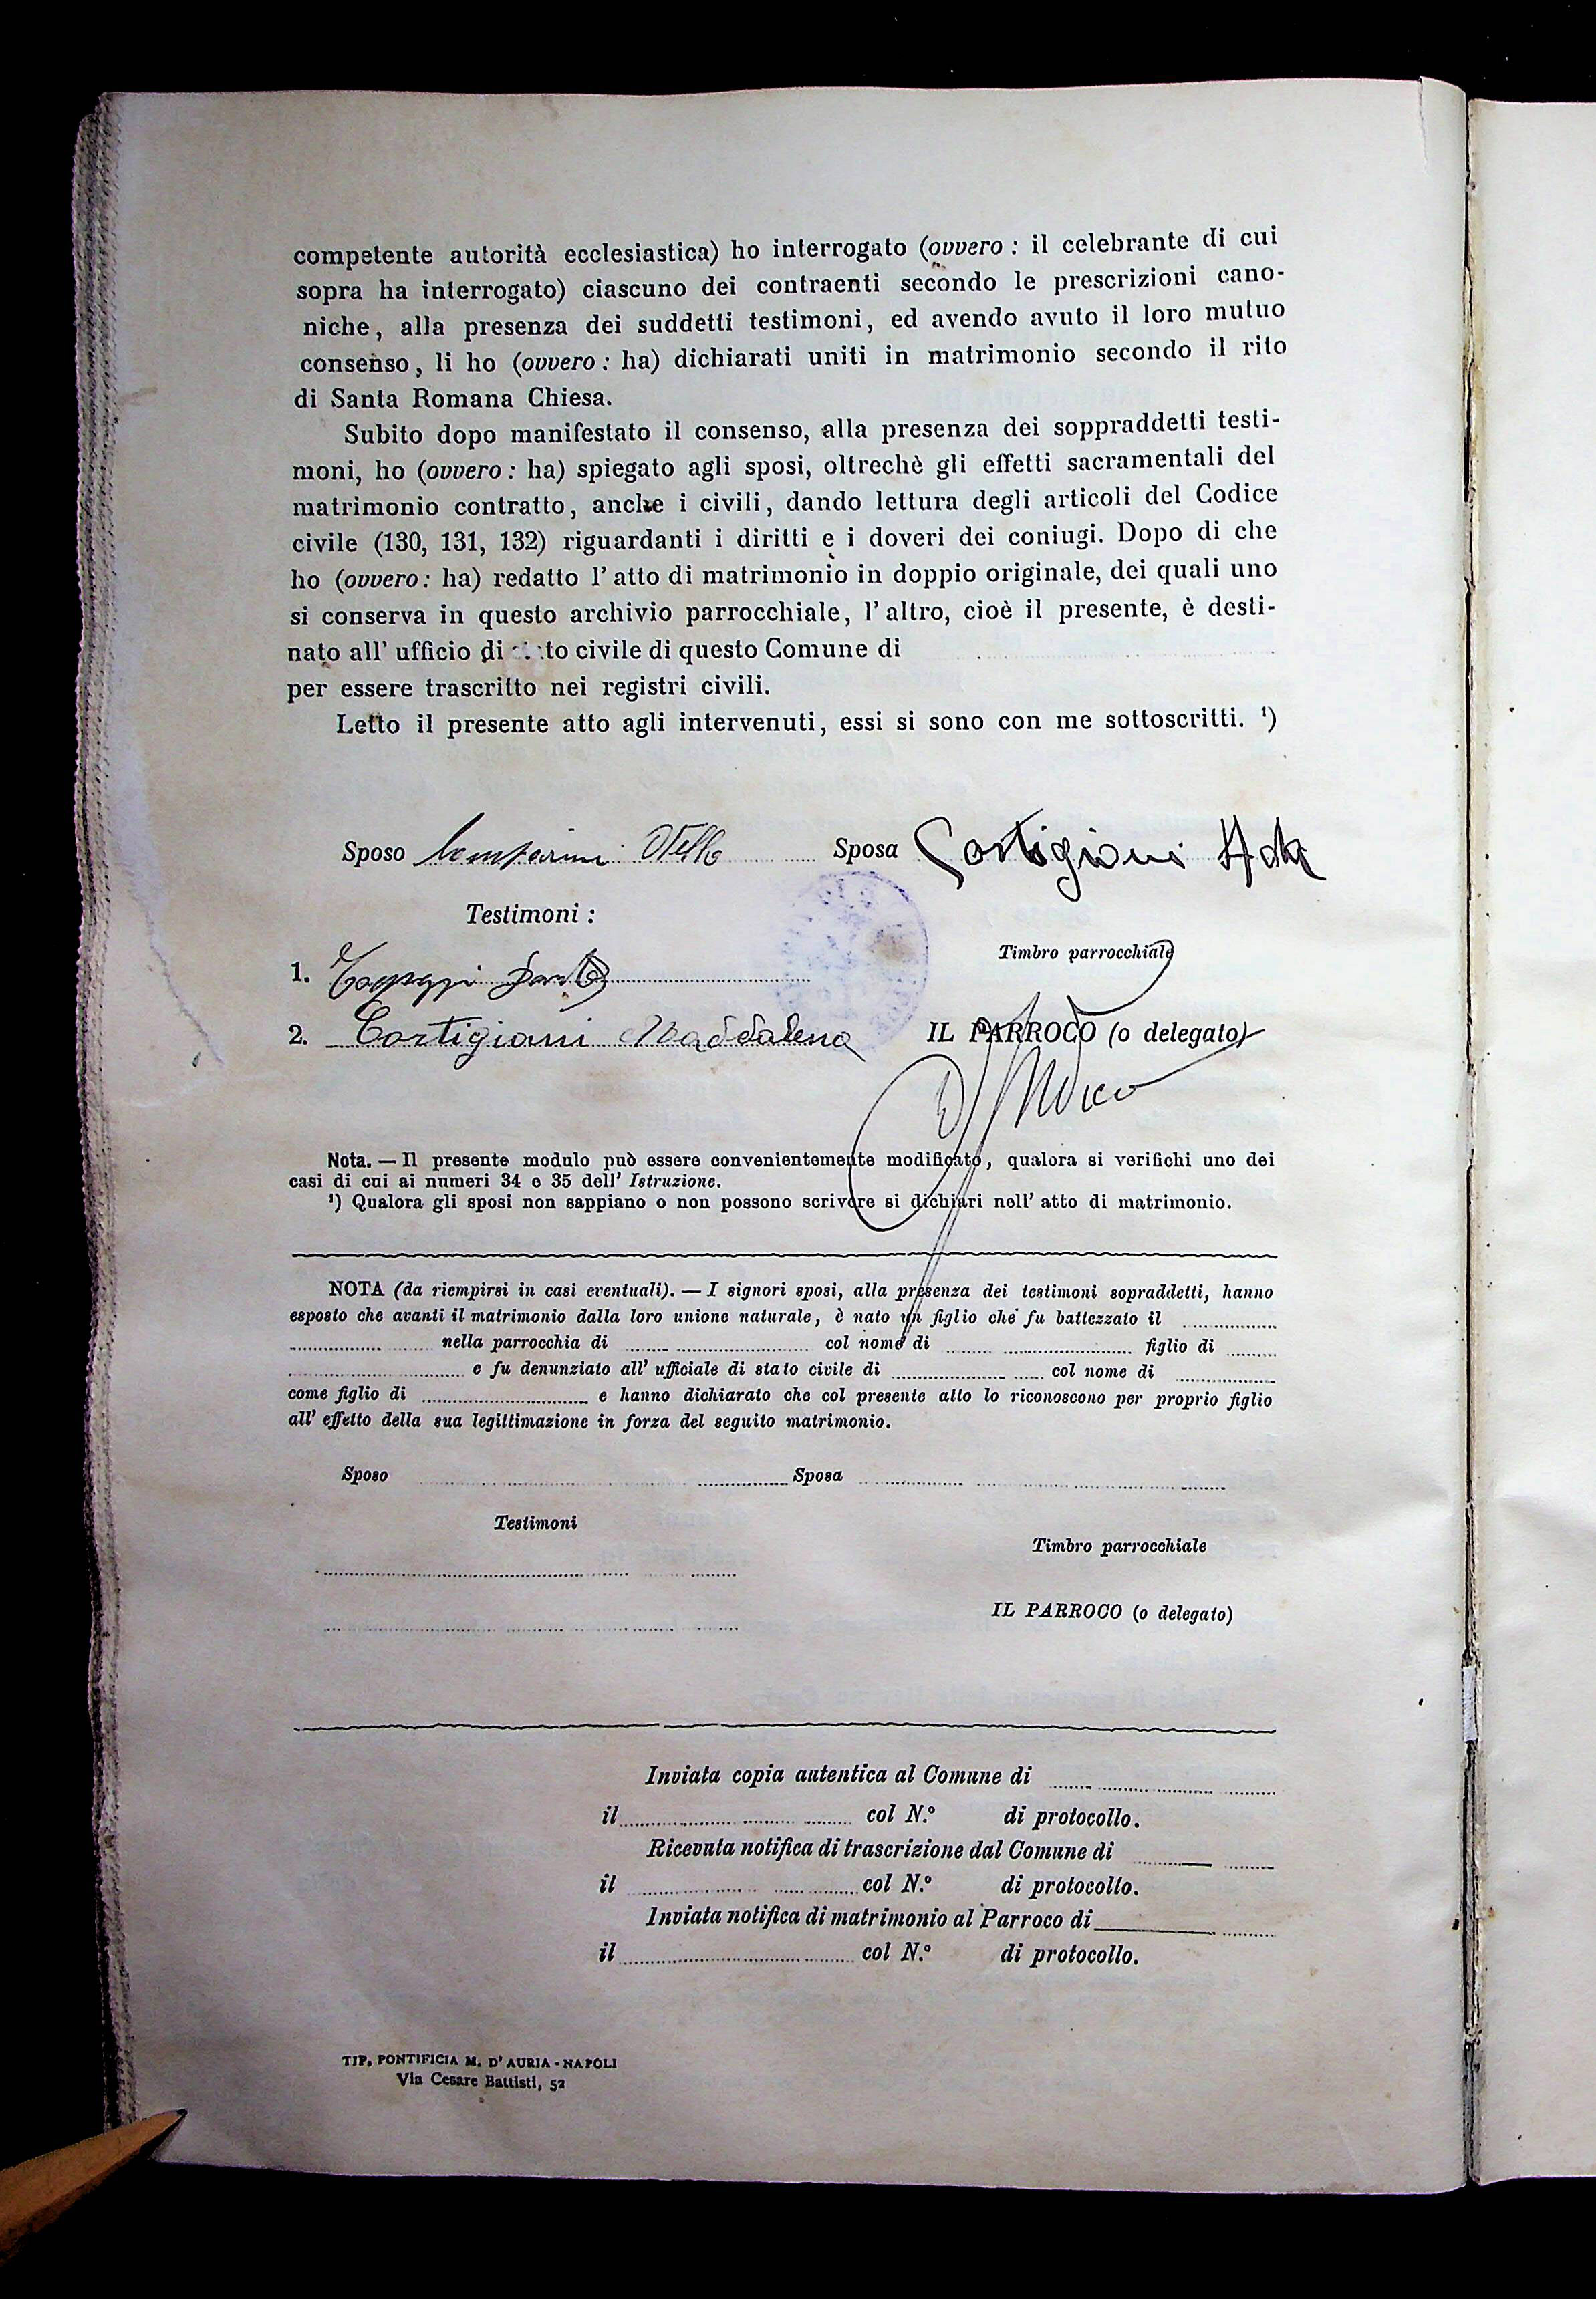 competente autorità ecclesiastica) ho interrogato (ovvero : il celebrante di cui
sopra ha interrogato) ciascuno dei contraenti secondo le prescrizioni cano-
niche, alla presenza dei suddetti testimoni, ed avendo avuto il loro mutuo
consenso, li ho (ovvero : ha) dichiarati uniti in matrimonio secondo il rito
di Santa Romana Chiesa.
Subito dopo manifestato il consenso, alla presenza dei soppraddetti testi-
moni, ho (ovvero : ha) spiegato agli sposi, oltrechè gli effetti sacramentali del
matrimonio contratto, anche i civili, dando lettura degli articoli del Codice
civile (130, 131, 132) riguardanti i diritti e i doveri dei coniugi. Dopo di che
ho (ovvero : ha) redatto l' atto di matrimonio in doppio originale, dei quali uno
si conserva in questo archivio parrocchiale, l' altro, cioè il presente, è desti-
nato all' ufficio di to civile di questo Comune di
per essere trascritto nei registri civili.
Letto il presente atto agli intervenuti, essi si sono con me sottoscritti. ¹)
Sposo Otello Sposa Cortigiani Ada
Testimoni :
Timbro parrocchiale
1.
2. Cortigiani Maddalena IL PARROCO (o delegato)
Nota. — Il presente modulo può essere convenientemente modificato, qualora si verifichi uno dei
casi di cui ai numeri 34 e 35 dell' Istruzione.
¹) Qualora gli sposi non sappiano o non possono scrivere si dichiari nell' atto di matrimonio.
NOTA (da riempirsi in casi eventuali). — I signori sposi, alla presenza dei testimoni sopraddetti, hanno
esposto che avanti il matrimonio dalla loro unione naturale, è nato un figlio che fu battezzato il
nella parrocchia di col nome di figlio di
e fu denunziato all' ufficiale di stato civile di col nome di
come figlio di e hanno dichiarato che col presente atto lo riconoscono per proprio figlio
all' effetto della sua legittimazione in forza del seguito matrimonio.
Sposo Sposa
Testimoni
Timbro parrocchiale
IL PARROCO (o delegato)
Inviata copia autentica al Comune di
il col N.º di protocollo.
Ricevuta notifica di trascrizione dal Comune di
il col N.º di protocollo.
Inviata notifica di matrimonio al Parroco di
il col N.º di protocollo.
TIP. PONTIFICIA M. D' AURIA - NAPOLI
Via Cesare Battisti, 52